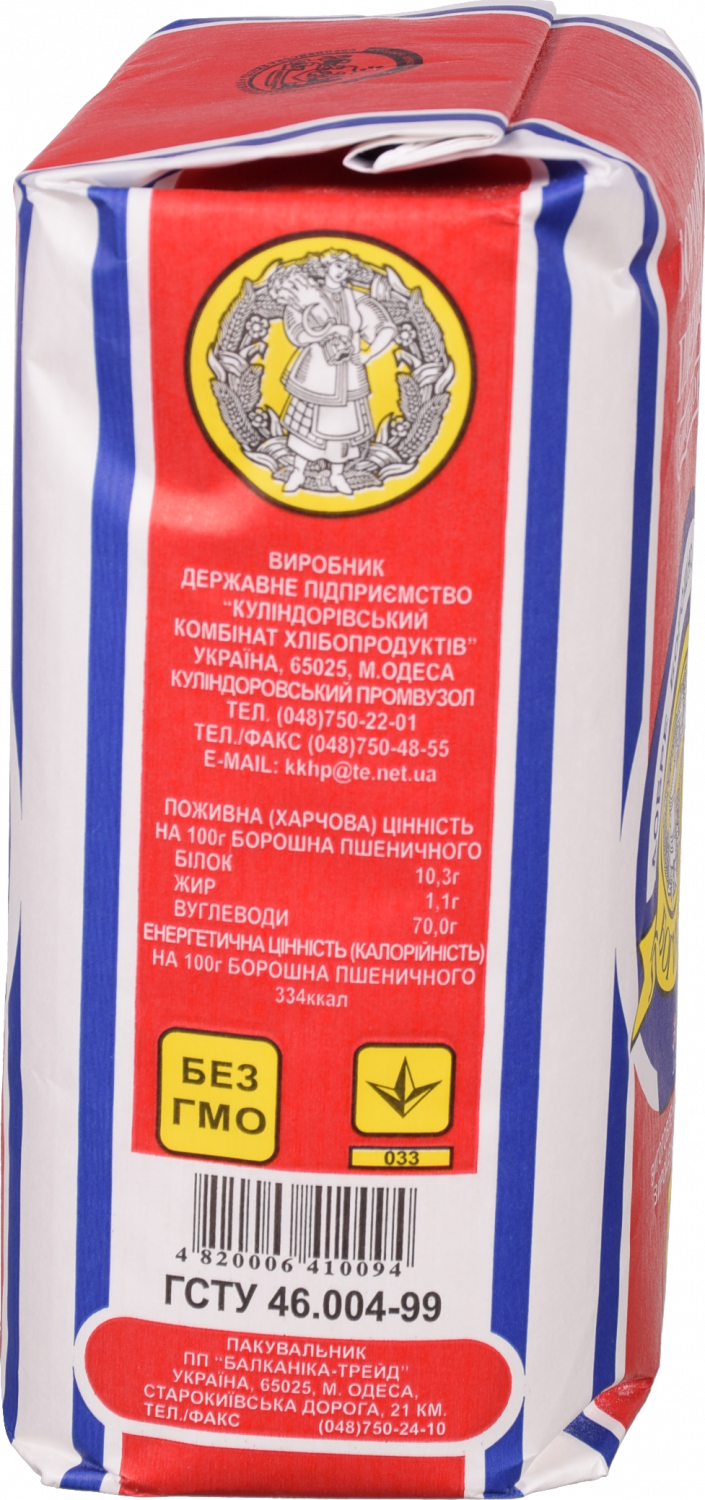 ВИРОБНИК
ДЕРЖАВНЕ ПІДПРИЄМСТВО
"КУЛІНДОРІВСЬКИЙ
КОМБІНАТ ХЛІБОПРОДУКТІВ"
УКРАЇНА, 65025, М.ОДЕСА
КУЛІНДОРОВСЬКИЙ ПРОМВУЗОЛ
ТЕЛ. (048)750-22-01
ТЕЛ./ФАКС (048)750-48-55
E-MAIL: kkhp@te.net.ua
ПОЖИВНА (ХАРЧОВА) ЦІННІСТЬ
НА 100г БОРОШНА ПШЕНИЧНОГО
БІЛОК 10,3г
ЖИР 1,1г
ВУГЛЕВОДИ 70,0г
ЕНЕРГЕТИЧНА ЦІННІСТЬ (КАЛОРІЙНІСТЬ)
НА 100г БОРОШНА ПШЕНИЧНОГО
334ккал
БЕЗ
ГМО
033
4 820006 410094
ГСТУ 46.004-99
ПАКУВАЛЬНИК
ПП "БАЛКАНІКА-ТРЕЙД"
УКРАЇНА, 65025, М. ОДЕСА,
СТАРОКИЇВСЬКА ДОРОГА, 21 КМ.
ТЕЛ./ФАКС (048)750-24-10